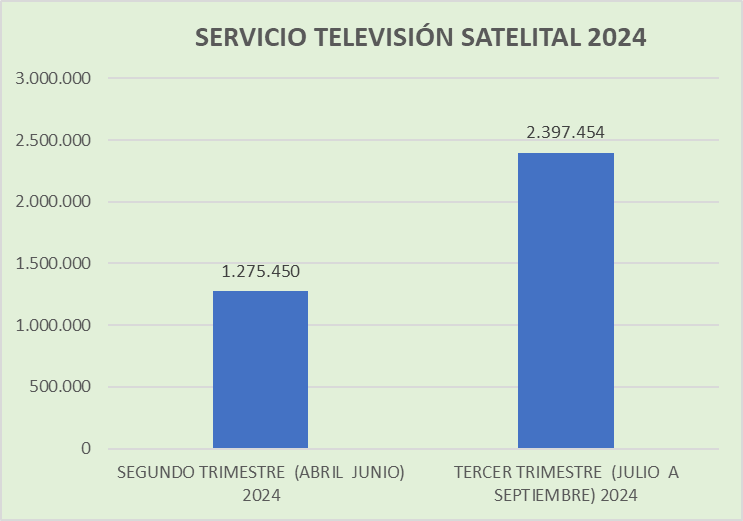 SERVICIO TELEVISIÓN SATELITAL 2024
3.000.000
2.500.000
2.000.000
1.500.000
1.000.000
500.000
0
1.275.450
2.397.454
SEGUNDO TRIMESTRE (ABRIL JUNIO)
2024
TERCER TRIMESTRE (JULIO A
SEPTIEMBRE) 2024